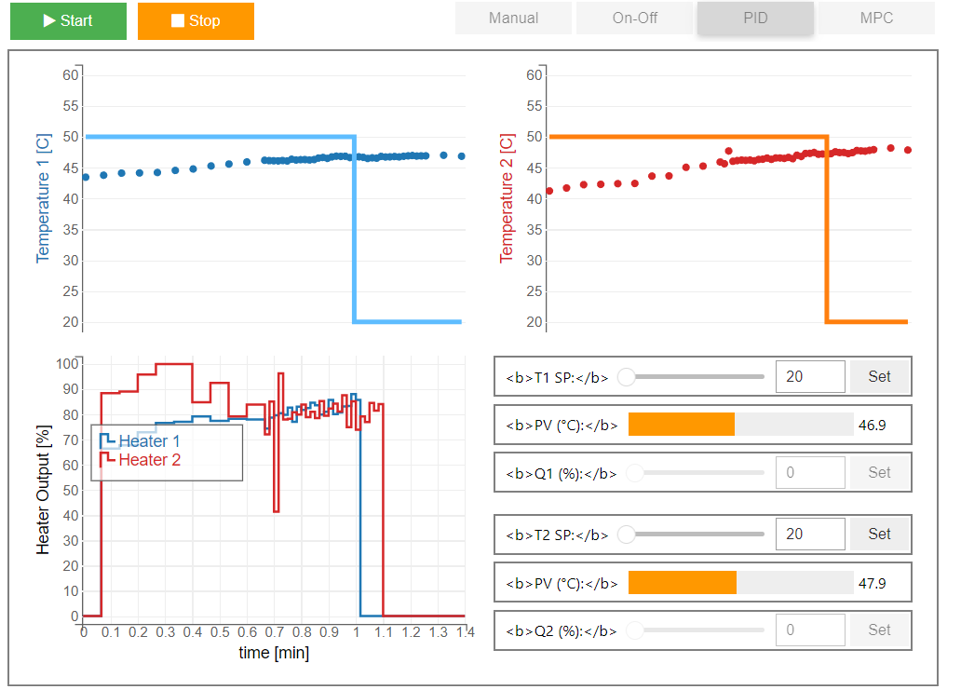 Start Stop Manual On-Off PID MPC
60
55
50
45
40
35
30
25
20
Temperature 1 [C]
60
55
50
45
40
35
30
25
20
Temperature 2 [C]
100
90
80
70
60
50
40
30
20
10
0
Heater Output [%]
Heater 1
Heater 2
0 0.1 0.2 0.3 0.4 0.5 0.6 0.7 0.8 0.9 1 1.1 1.2 1.3 1.4
time [min]
<b>T1 SP:</b> 20 Set
<b>PV (°C):</b> 46.9
<b>Q1 (%):</b> 0 Set
<b>T2 SP:</b> 20 Set
<b>PV (°C):</b> 47.9
<b>Q2 (%):</b> 0 Set